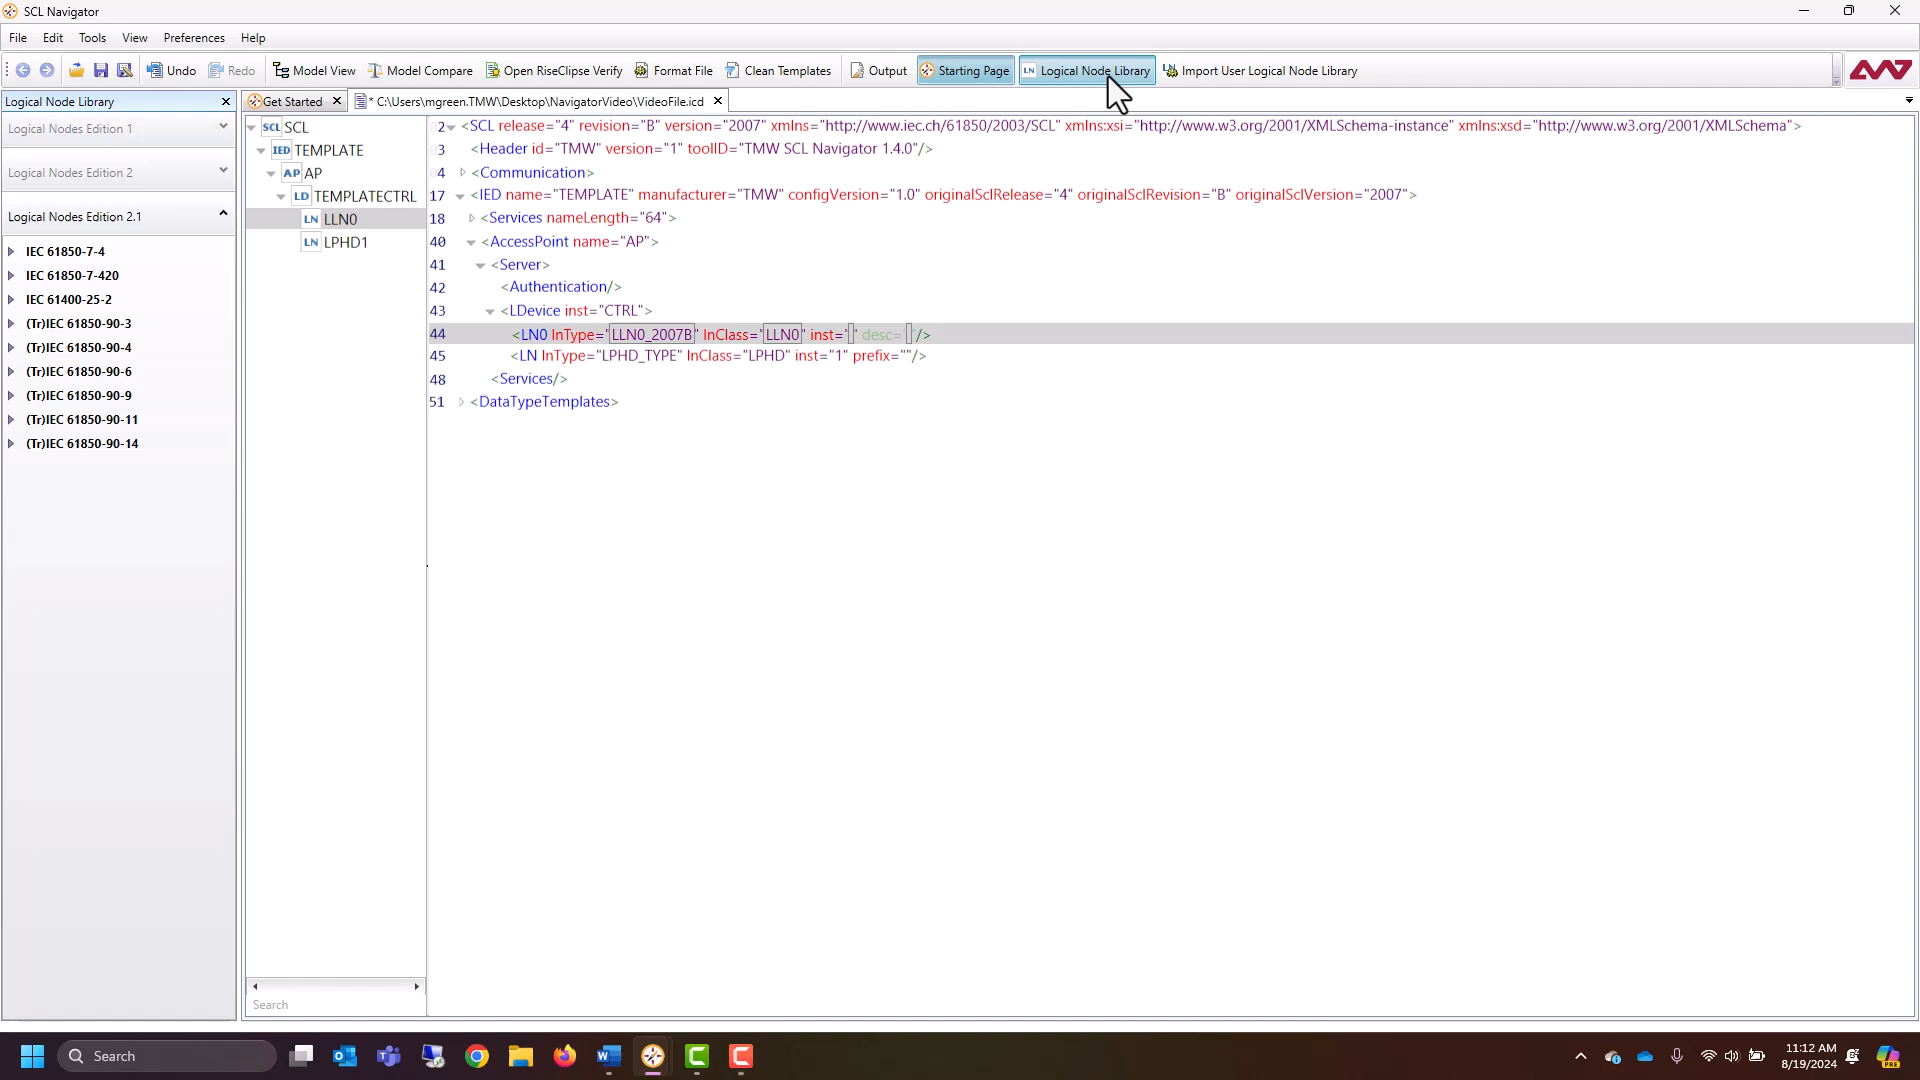 SCL Navigator
File Edit Tools View Preferences Help
Undo Redo Model View Model Compare Open RiseClipse Verify Format File Clean Templates Output Starting Page LN Logical Node Library Import User Logical Node Library
Logical Node Library
Get Started
* C:\Users\mgreen.TMW\Desktop\NavigatorVideo\VideoFile.icd
Logical Nodes Edition 1
Logical Nodes Edition 2
Logical Nodes Edition 2.1
IEC 61850-7-4
IEC 61850-7-420
IEC 61400-25-2
(Tr)IEC 61850-90-3
(Tr)IEC 61850-90-4
(Tr)IEC 61850-90-6
(Tr)IEC 61850-90-9
(Tr)IEC 61850-90-11
(Tr)IEC 61850-90-14
SCL SCL
IED TEMPLATE
AP AP
LD TEMPLATECTRL
LN LLN0
LN LPHD1
Search
2 <SCL release="4" revision="B" version="2007" xmlns="http://www.iec.ch/61850/2003/SCL" xmlns:xsi="http://www.w3.org/2001/XMLSchema-instance" xmlns:xsd="http://www.w3.org/2001/XMLSchema">
3 <Header id="TMW" version="1" toolID="TMW SCL Navigator 1.4.0"/>
4 <Communication>
17 <IED name="TEMPLATE" manufacturer="TMW" configVersion="1.0" originalSclRelease="4" originalSclRevision="B" originalSclVersion="2007">
18 <Services nameLength="64">
40 <AccessPoint name="AP">
41 <Server>
42 <Authentication/>
43 <LDevice inst="CTRL">
44 <LN0 lnType="LLN0_2007B" lnClass="LLN0" inst="" desc=""/>
45 <LN lnType="LPHD_TYPE" lnClass="LPHD" inst="1" prefix=""/>
48 <Services/>
51 <DataTypeTemplates>
Search
11:12 AM
8/19/2024
PRE